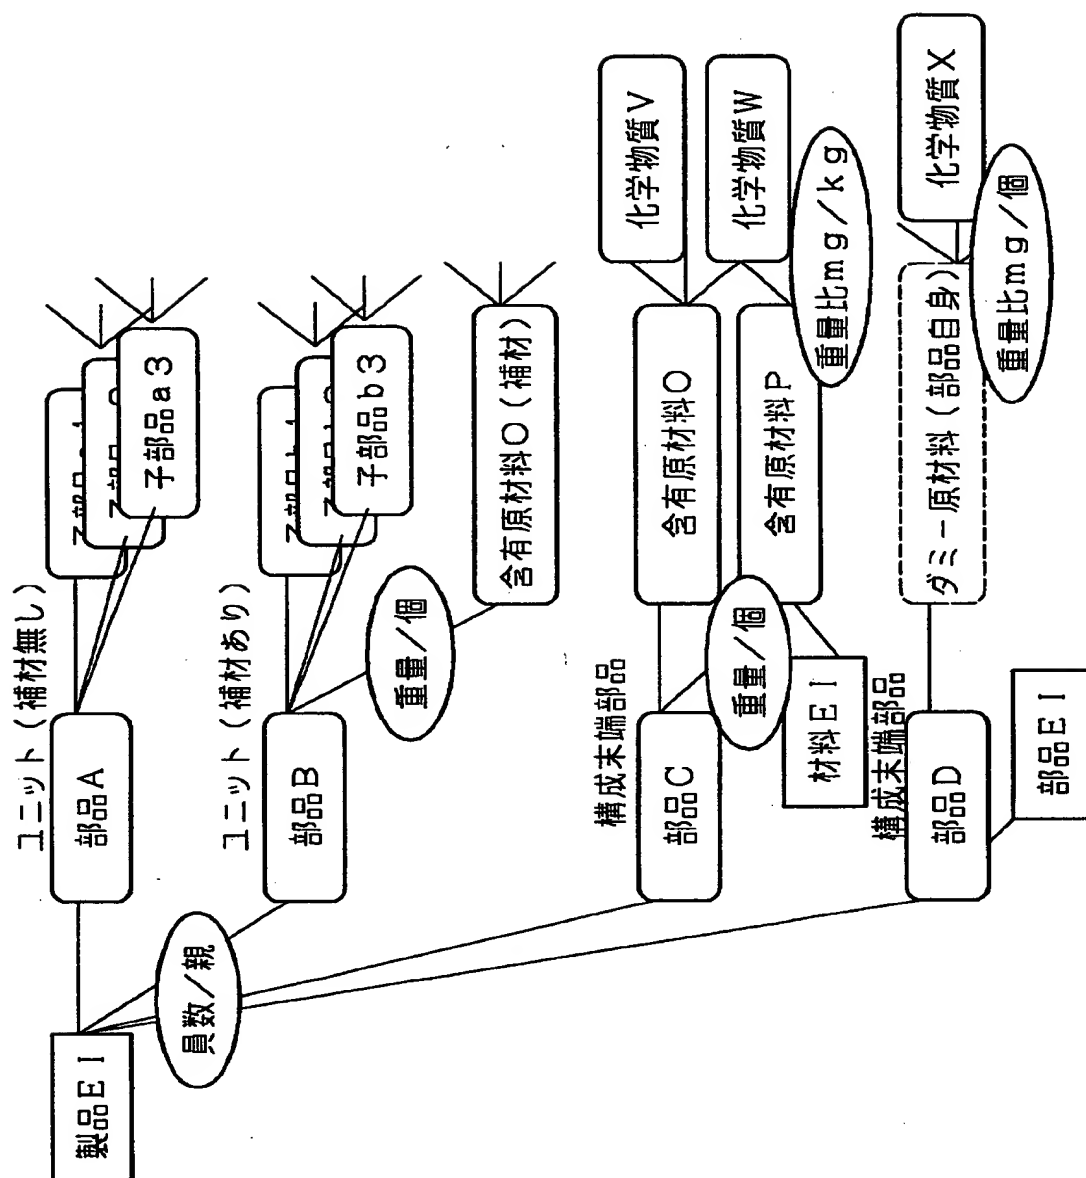 製品EI
員数/親
ユニット(補材無し)
部品A
子部品a3
ユニット(補材あり)
部品B
子部品b3
重量/個
含有原材料O(補材)
構成末端部品
部品C
重量/個
含有原材料O
含有原材料P
材料EI
化学物質V
化学物質W
重量比mg/kg
構成末端部品
部品D
部品EI
ダミー原材料(部品自身)
化学物質X
重量比mg/個